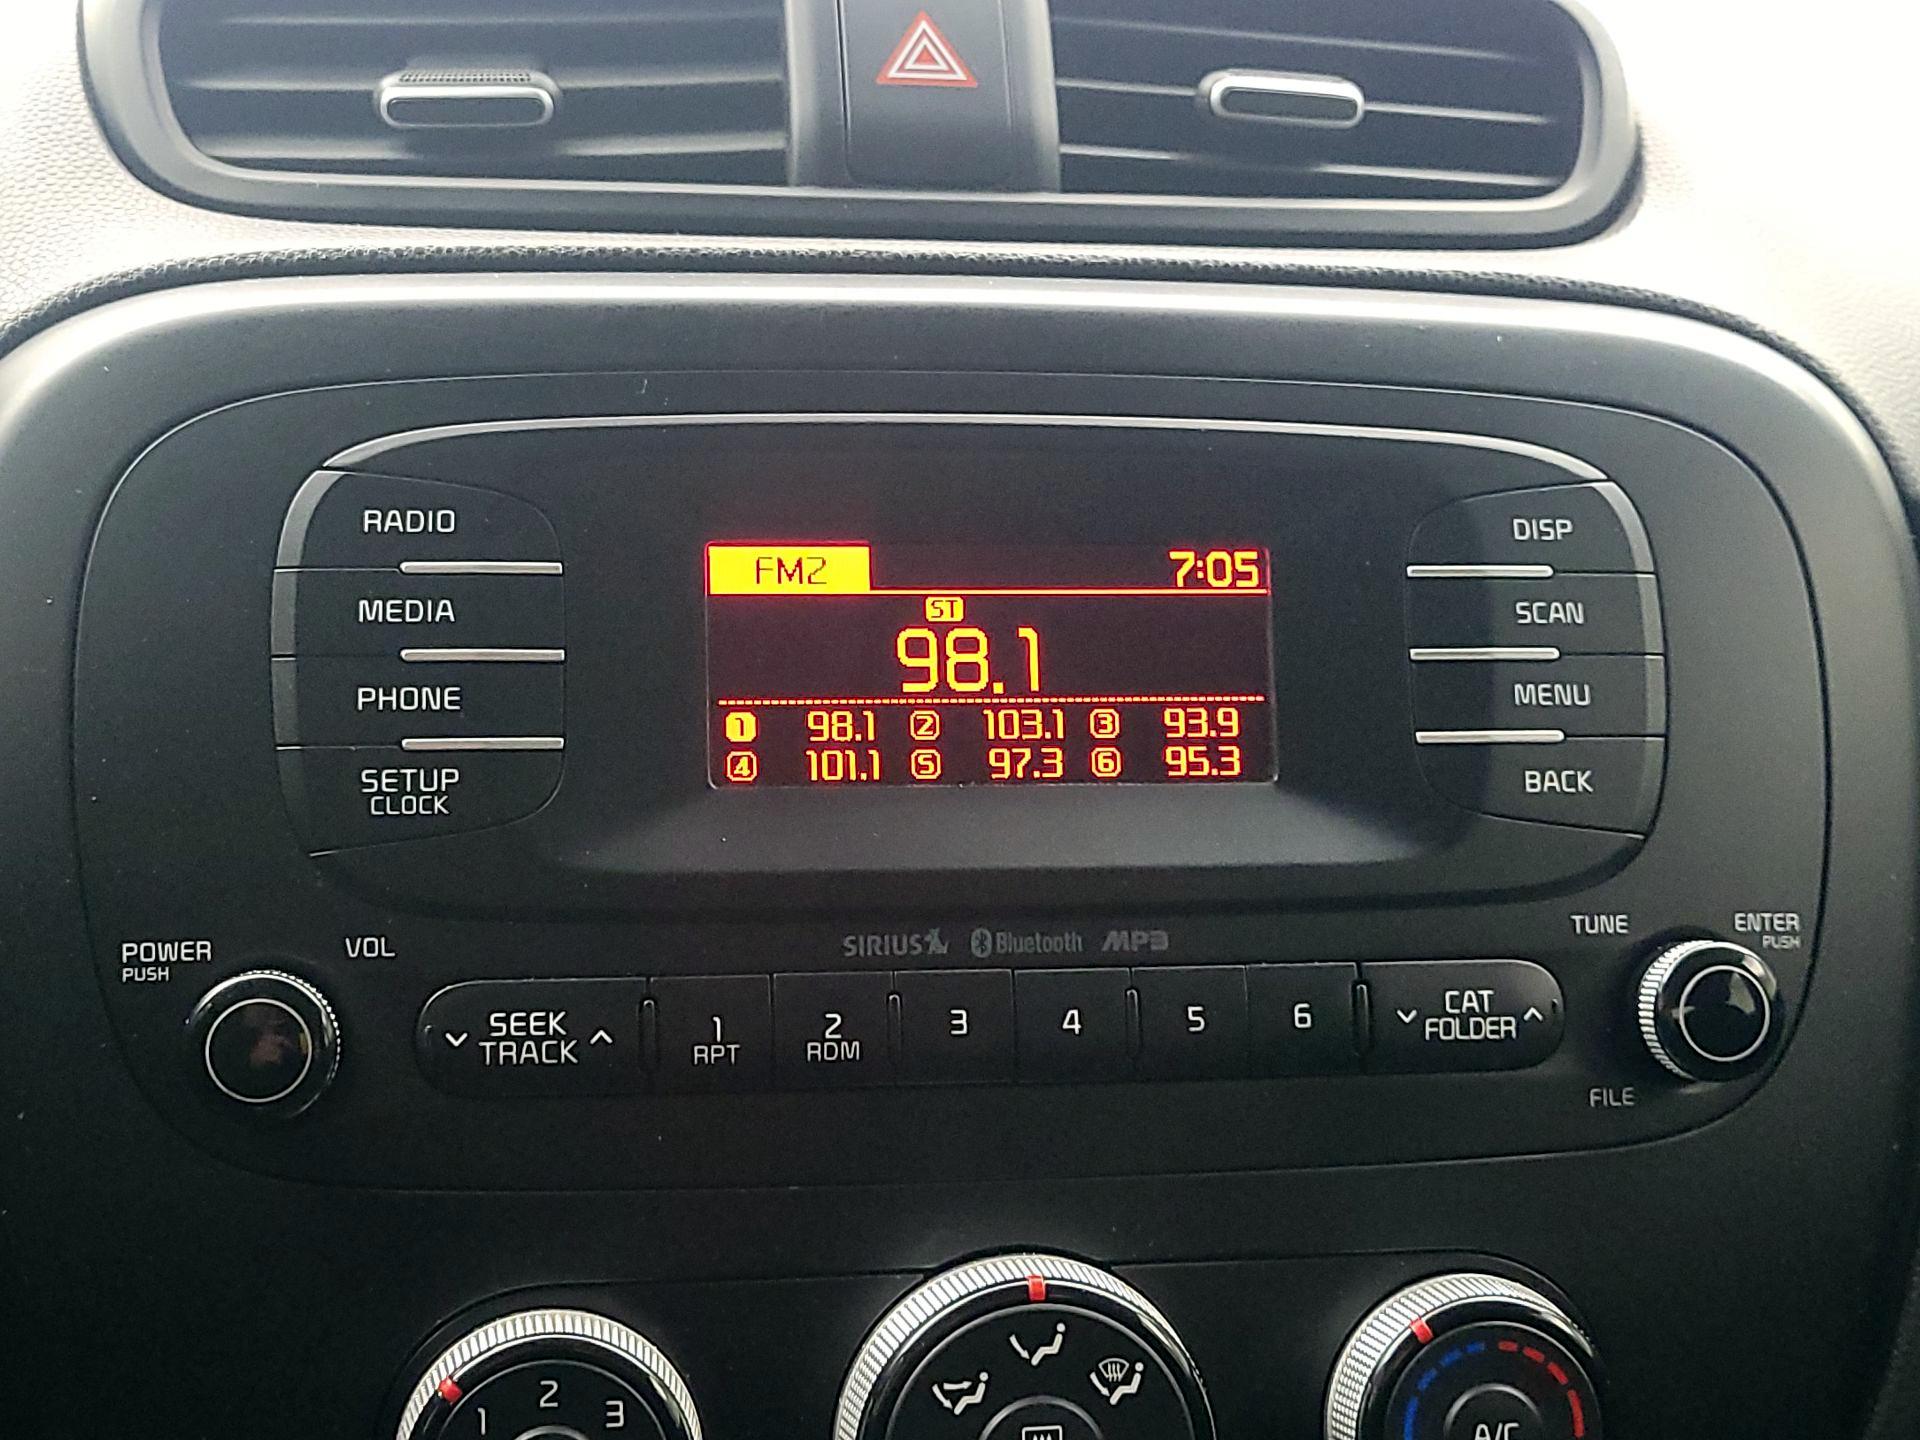 RADIO
MEDIA
PHONE
SETUP
CLOCK
FM2 7:05
ST
98.1
1 98.1 2 103.1 3 93.9
4 101.1 5 97.3 6 95.3
DISP
SCAN
MENU
BACK
POWER
PUSH
VOL
SIRIUS Bluetooth MP3
TUNE
ENTER
PUSH
SEEK
TRACK
1
RPT
2
RDM
3
4
5
6
CAT
FOLDER
FILE
1 2 3
A/C